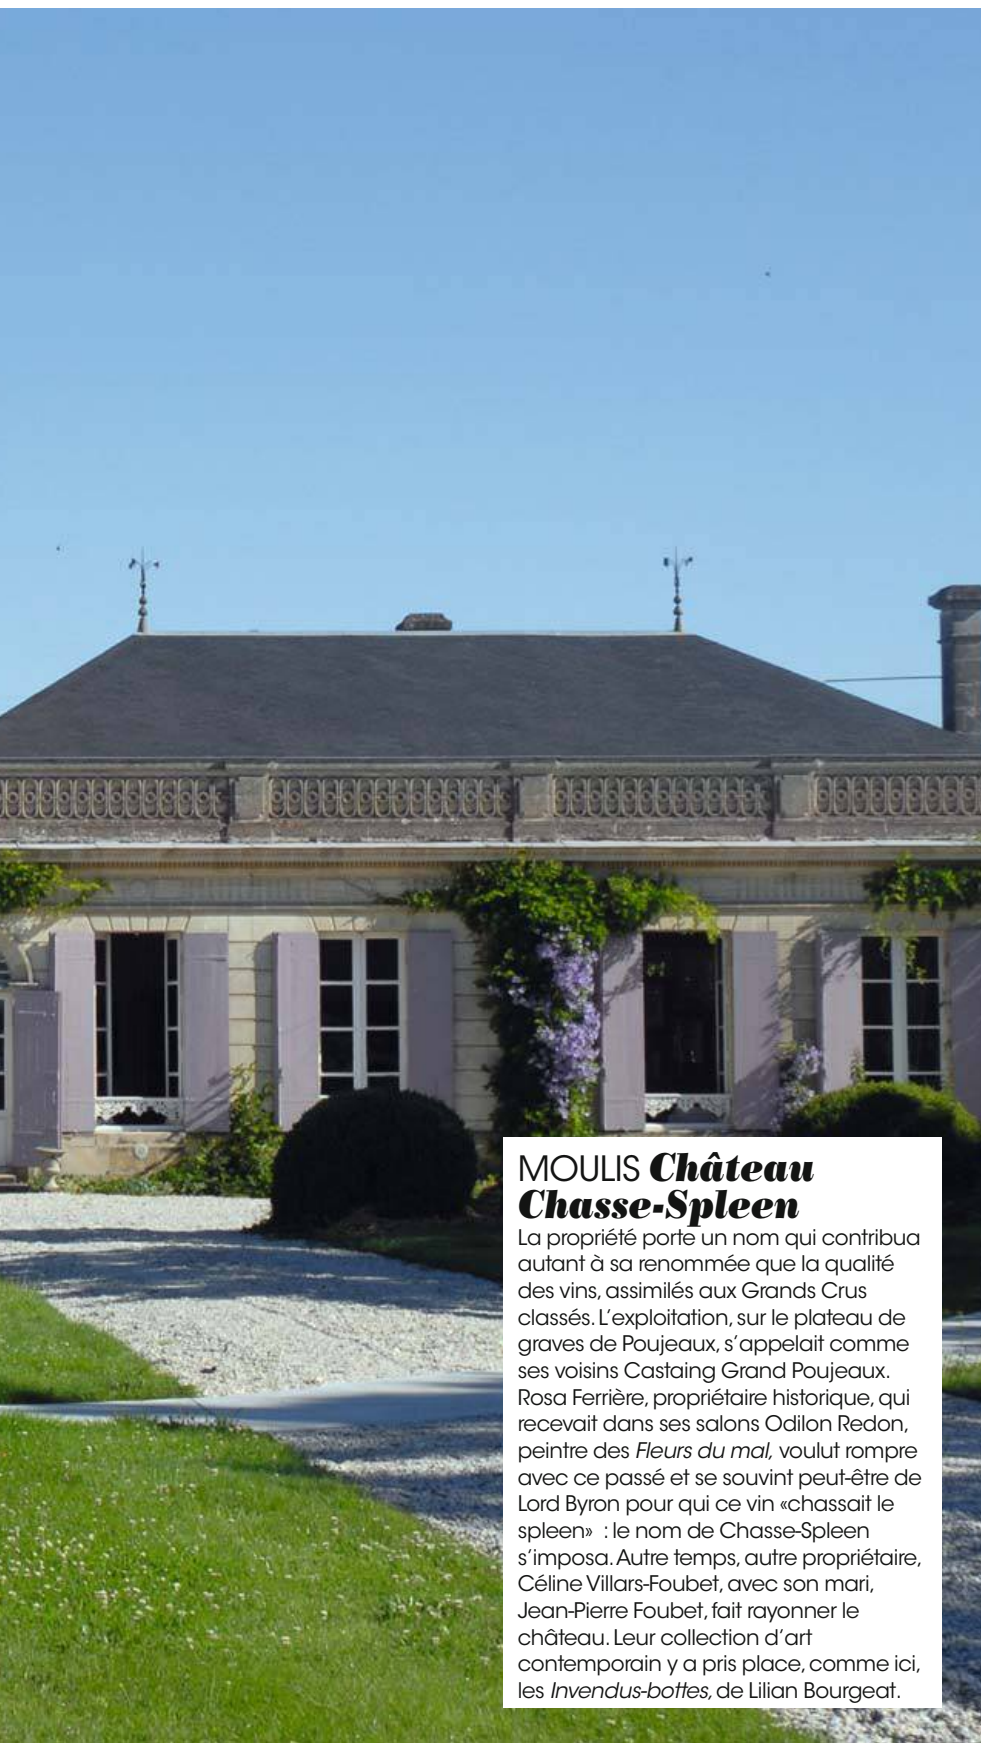 MOULIS Château
Chasse-Spleen
La propriété porte un nom qui contribua
autant à sa renommée que la qualité
des vins, assimilés aux Grands Crus
classés. L’exploitation, sur le plateau de
graves de Poujeaux, s’appelait comme
ses voisins Castaing Grand Poujeaux.
Rosa Ferrière, propriétaire historique, qui
recevait dans ses salons Odilon Redon,
peintre des Fleurs du mal, voulut rompre
avec ce passé et se souvint peut-être de
Lord Byron pour qui ce vin «chassait le
spleen» : le nom de Chasse-Spleen
s’imposa. Autre temps, autre propriétaire,
Céline Villars-Foubet, avec son mari,
Jean-Pierre Foubet, fait rayonner le
château. Leur collection d’art
contemporain y a pris place, comme ici,
les Invendus-bottes, de Lilian Bourgeat.